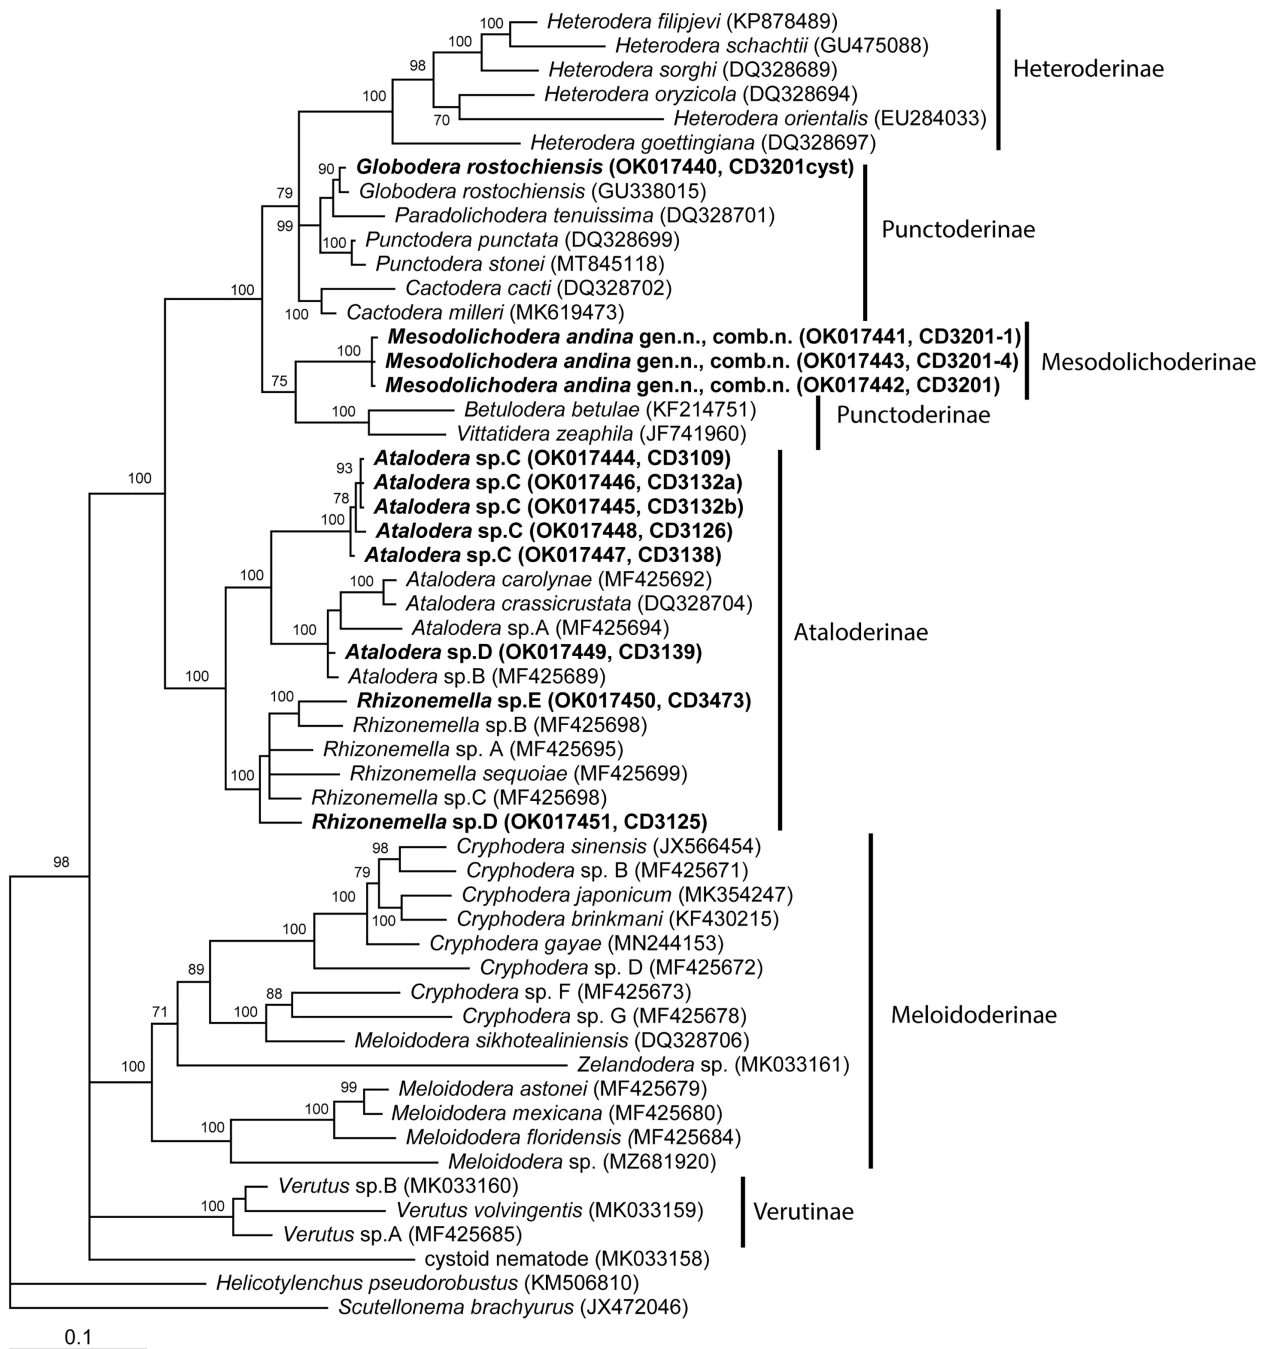 100
Heterodera filipjevi (KP878489)
100
Heterodera schachtii (GU475088)
98
Heterodera sorghi (DQ328689)
Heteroderinae
100
Heterodera oryzicola (DQ328694)
70
Heterodera orientalis (EU284033)
Heterodera goettingiana (DQ328697)
90
Globodera rostochiensis (OK017440, CD3201cyst)
79
Globodera rostochiensis (GU338015)
99
Paradolichodera tenuissima (DQ328701)
Punctoderinae
100
Punctodera punctata (DQ328699)
Punctodera stonei (MT845118)
100
Cactodera cacti (DQ328702)
100
Cactodera milleri (MK619473)
Mesodolichodera andina gen.n., comb.n. (OK017441, CD3201-1)
100
Mesodolichodera andina gen.n., comb.n. (OK017443, CD3201-4)
Mesodolichoderinae
75
Mesodolichodera andina gen.n., comb.n. (OK017442, CD3201)
100
Betulodera betulae (KF214751)
Punctoderinae
Vittatidera zeaphila (JF741960)
100
Atalodera sp.C (OK017444, CD3109)
93
Atalodera sp.C (OK017446, CD3132a)
78
Atalodera sp.C (OK017445, CD3132b)
100
Atalodera sp.C (OK017448, CD3126)
Atalodera sp.C (OK017447, CD3138)
100
100
Atalodera carolynae (MF425692)
Atalodera crassicrustata (DQ328704)
100
Atalodera sp.A (MF425694)
Ataloderinae
Atalodera sp.D (OK017449, CD3139)
100
Atalodera sp.B (MF425689)
100
Rhizonemella sp.E (OK017450, CD3473)
Rhizonemella sp.B (MF425698)
Rhizonemella sp. A (MF425695)
100
Rhizonemella sequoiae (MF425699)
Rhizonemella sp.C (MF425698)
Rhizonemella sp.D (OK017451, CD3125)
98
98
Cryphodera sinensis (JX566454)
79
Cryphodera sp. B (MF425671)
100
Cryphodera japonicum (MK354247)
100
Cryphodera brinkmani (KF430215)
100
Cryphodera gayae (MN244153)
89
Cryphodera sp. D (MF425672)
88
Cryphodera sp. F (MF425673)
100
Cryphodera sp. G (MF425678)
Meloidoderinae
71
Meloidodera sikhotealiniensis (DQ328706)
100
Zelandodera sp. (MK033161)
99
Meloidodera astonei (MF425679)
100
Meloidodera mexicana (MF425680)
100
Meloidodera floridensis (MF425684)
Meloidodera sp. (MZ681920)
Verutus sp.B (MK033160)
100
Verutus volvingentis (MK033159)
Verutinae
Verutus sp.A (MF425685)
cystoid nematode (MK033158)
Helicotylenchus pseudorobustus (KM506810)
Scutellonema brachyurus (JX472046)
0.1